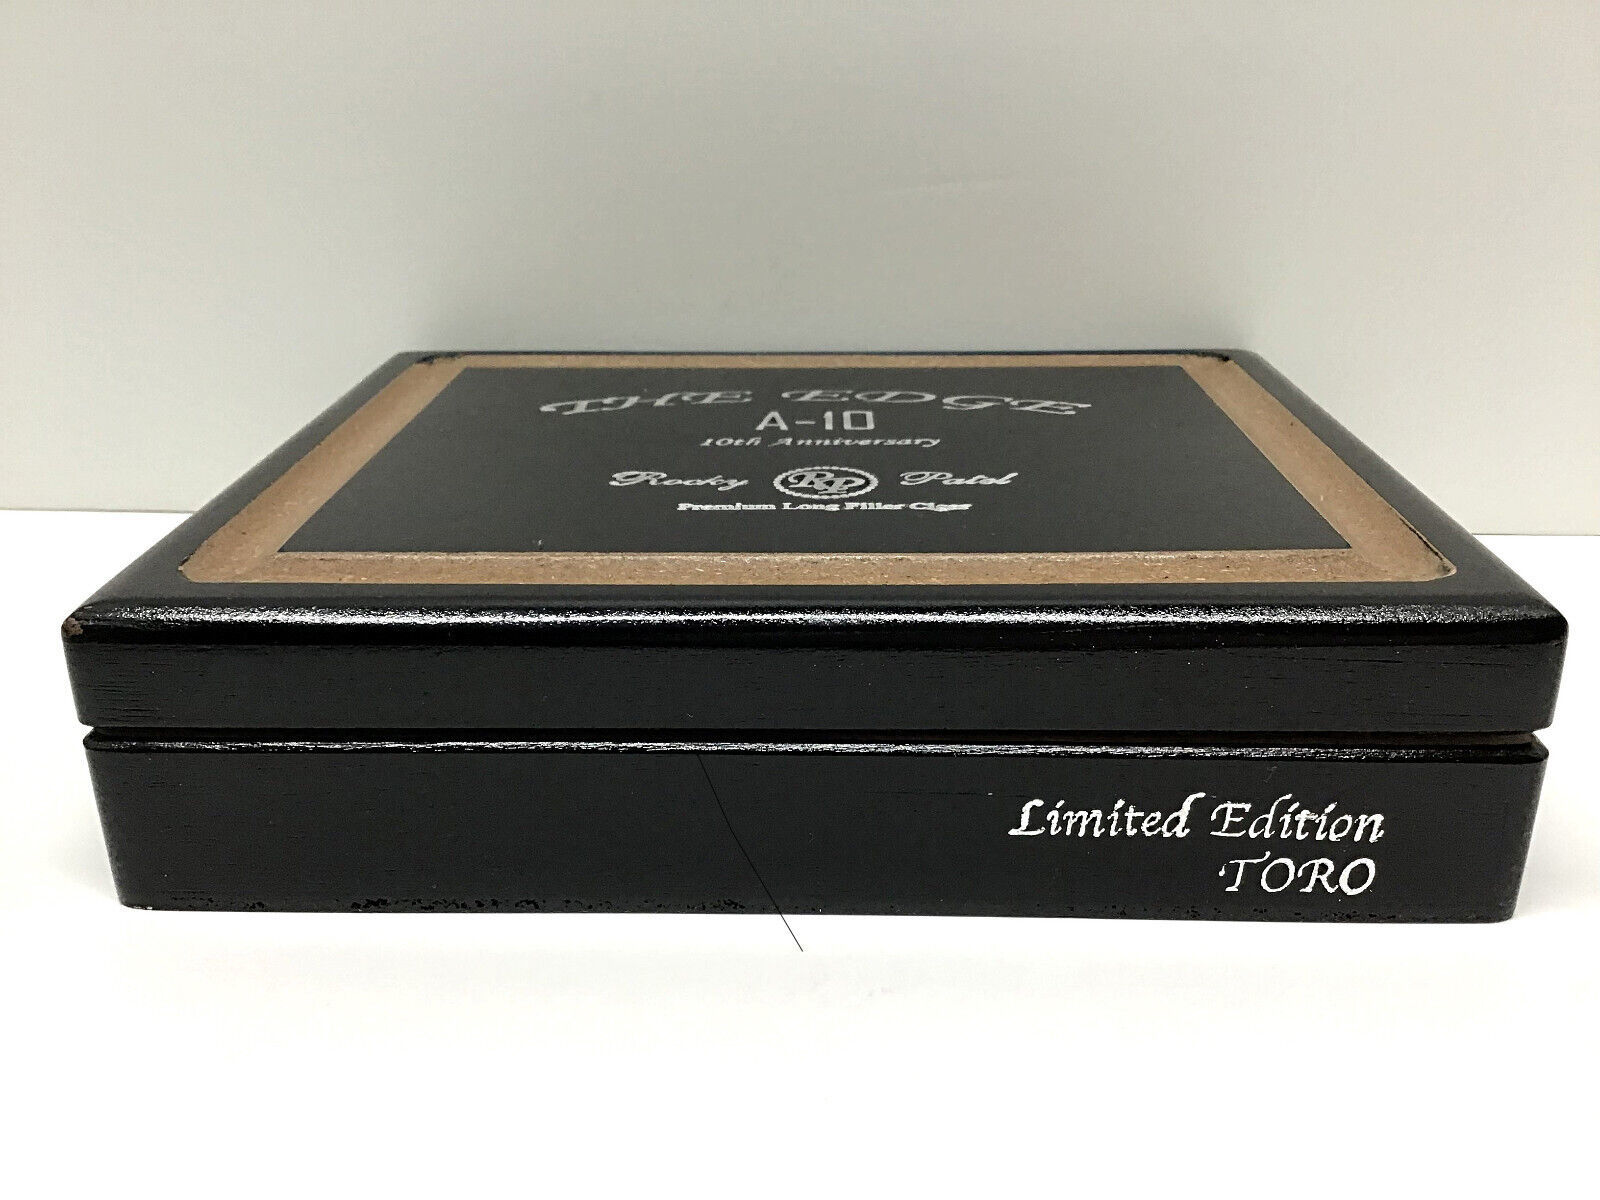 THE EDGE
A-10
10th Anniversary
Rocky RP Patel
Premium Long Filler Cigar
Limited Edition
TORO